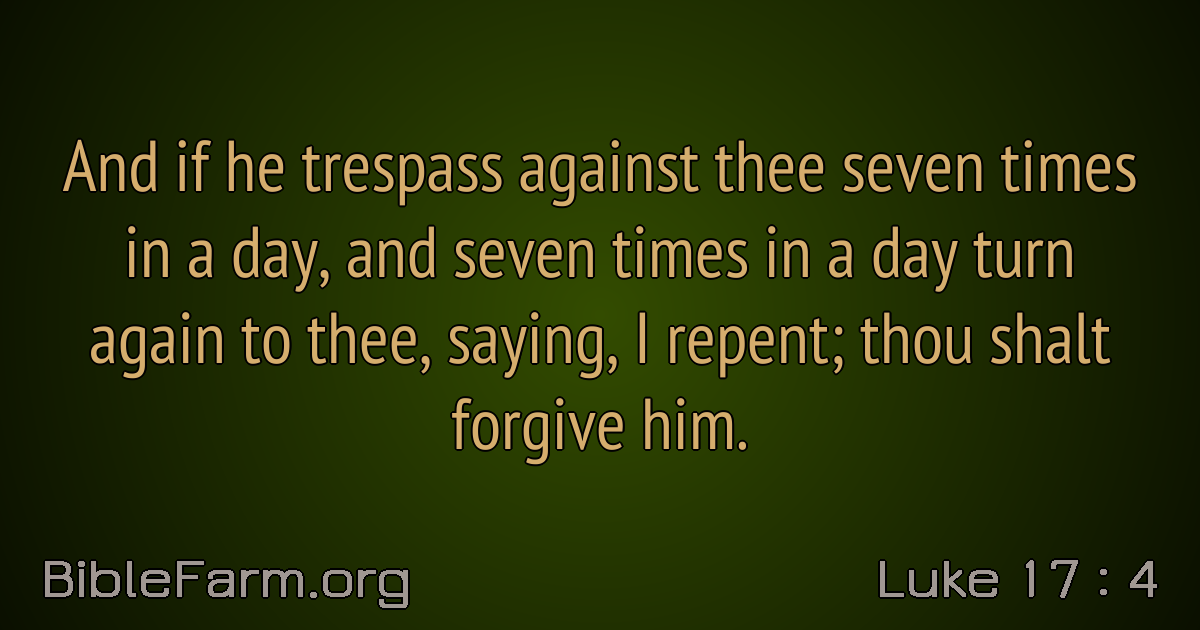 And if he trespass against thee seven times
in a day, and seven times in a day turn
again to thee, saying, I repent; thou shalt
forgive him.
BibleFarm.org
Luke 17 : 4